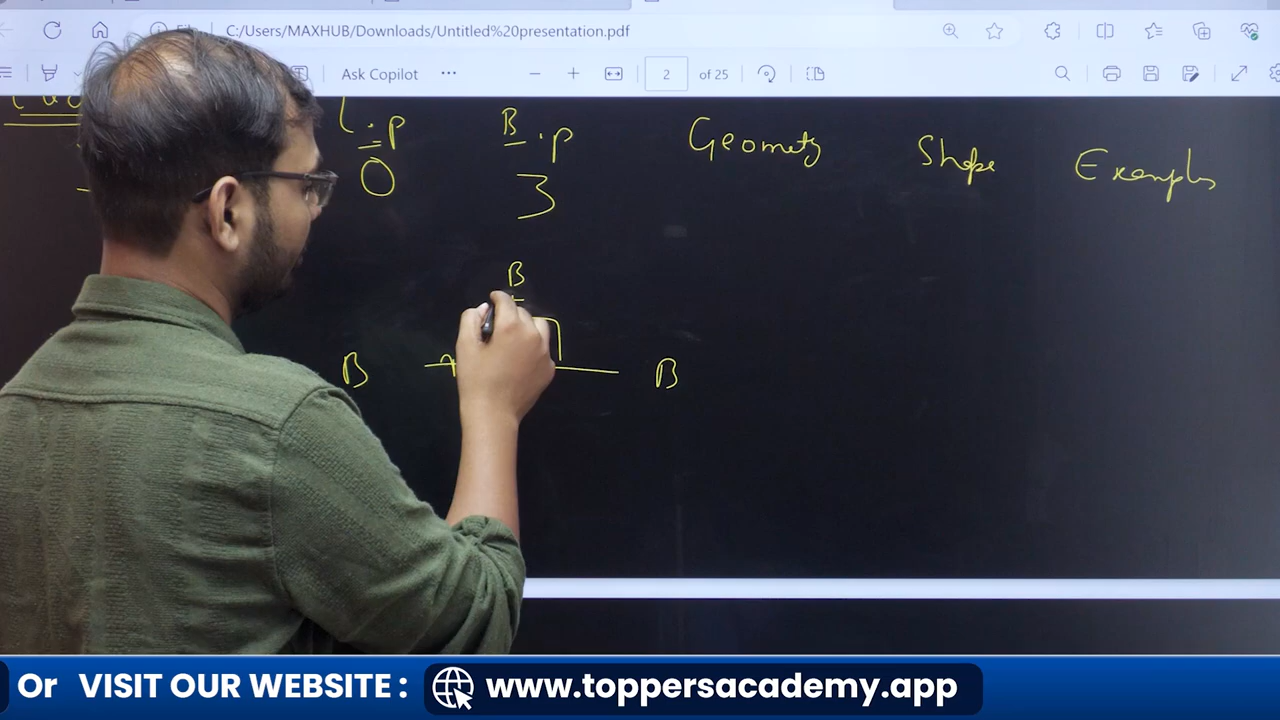 C:/Users/MAXHUB/Downloads/Untitled%20presentation.pdf
Ask Copilot ... 2 of 25
L.p B.p Geometry Shape Examples
0 3
B
B B
Or VISIT OUR WEBSITE : www.toppersacademy.app